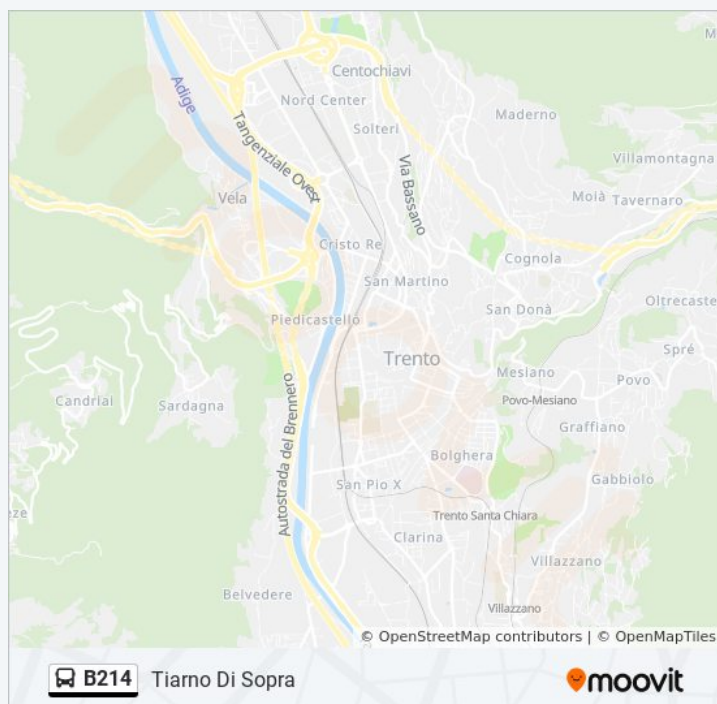 Centochiavi
Adige
Nord Center
Maderno
Solteri
Tangenziale Ovest
Via Bassano
Villamontagna
Moià
Tavernaro
Vela
Cristo Re
Cognola
San Martino
Oltrecaste
San Donà
Piedicastello
Trento
Spré
Mesiano
Povo
Candriai
Sardagna
Povo-Mesiano
Autostrada del Brennero
Graffiano
Bolghera
Gabbiolo
San Pio X
Trento Santa Chiara
Clarina
Villazzano
Belvedere
Villazzano
© OpenStreetMap contributors | © OpenMapTiles
B214 Tiarno Di Sopra
moovit